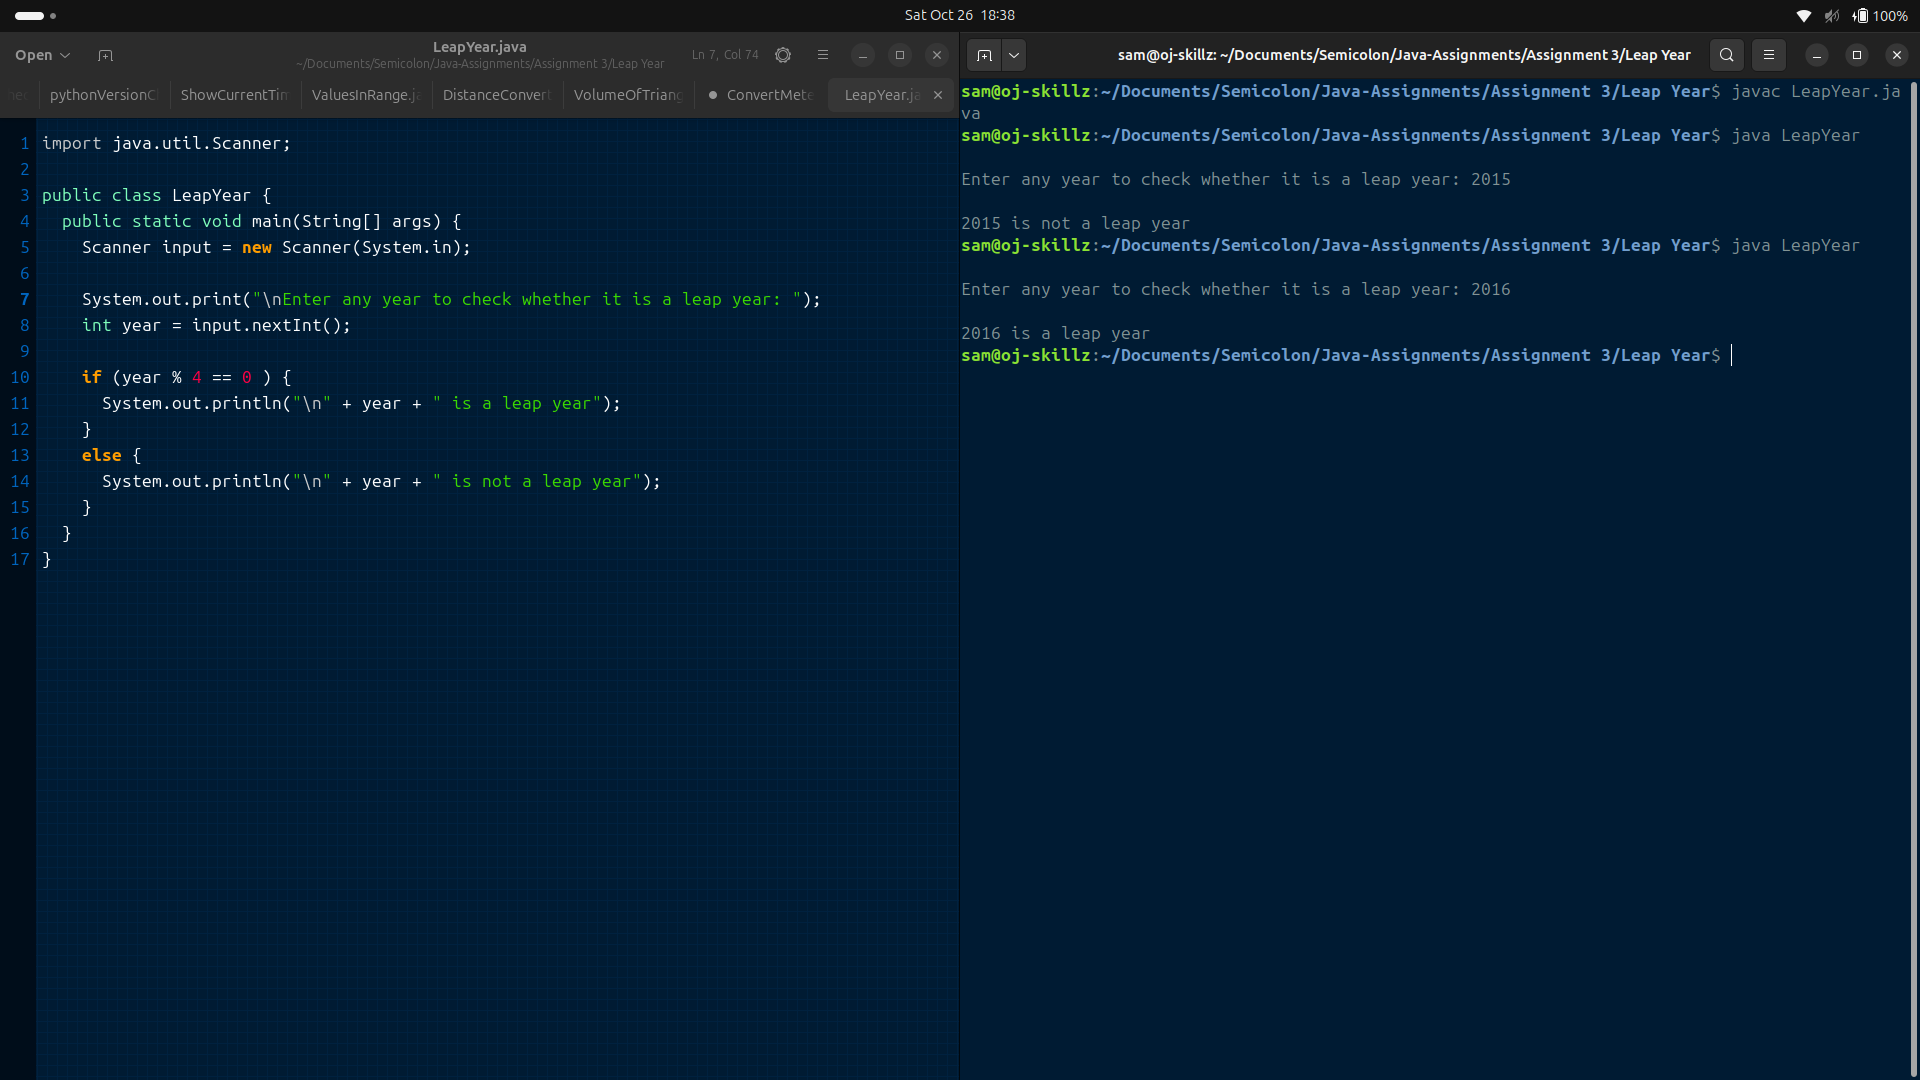 Sat Oct 26 18:38
100%
Open
LeapYear.java
~/Documents/Semicolon/Java-Assignments/Assignment 3/Leap Year
Ln 7, Col 74
pythonVersionC
ShowCurrentTim
ValuesInRange.ja
DistanceConvert
VolumeOfTriang
ConvertMete
LeapYear.ja
1 import java.util.Scanner;
2
3 public class LeapYear {
4 public static void main(String[] args) {
5 Scanner input = new Scanner(System.in);
6
7 System.out.print("\nEnter any year to check whether it is a leap year: ");
8 int year = input.nextInt();
9
10 if (year % 4 == 0 ) {
11 System.out.println("\n" + year + " is a leap year");
12 }
13 else {
14 System.out.println("\n" + year + " is not a leap year");
15 }
16 }
17 }
sam@oj-skillz: ~/Documents/Semicolon/Java-Assignments/Assignment 3/Leap Year
sam@oj-skillz:~/Documents/Semicolon/Java-Assignments/Assignment 3/Leap Year$ javac LeapYear.ja
va
sam@oj-skillz:~/Documents/Semicolon/Java-Assignments/Assignment 3/Leap Year$ java LeapYear
Enter any year to check whether it is a leap year: 2015
2015 is not a leap year
sam@oj-skillz:~/Documents/Semicolon/Java-Assignments/Assignment 3/Leap Year$ java LeapYear
Enter any year to check whether it is a leap year: 2016
2016 is a leap year
sam@oj-skillz:~/Documents/Semicolon/Java-Assignments/Assignment 3/Leap Year$